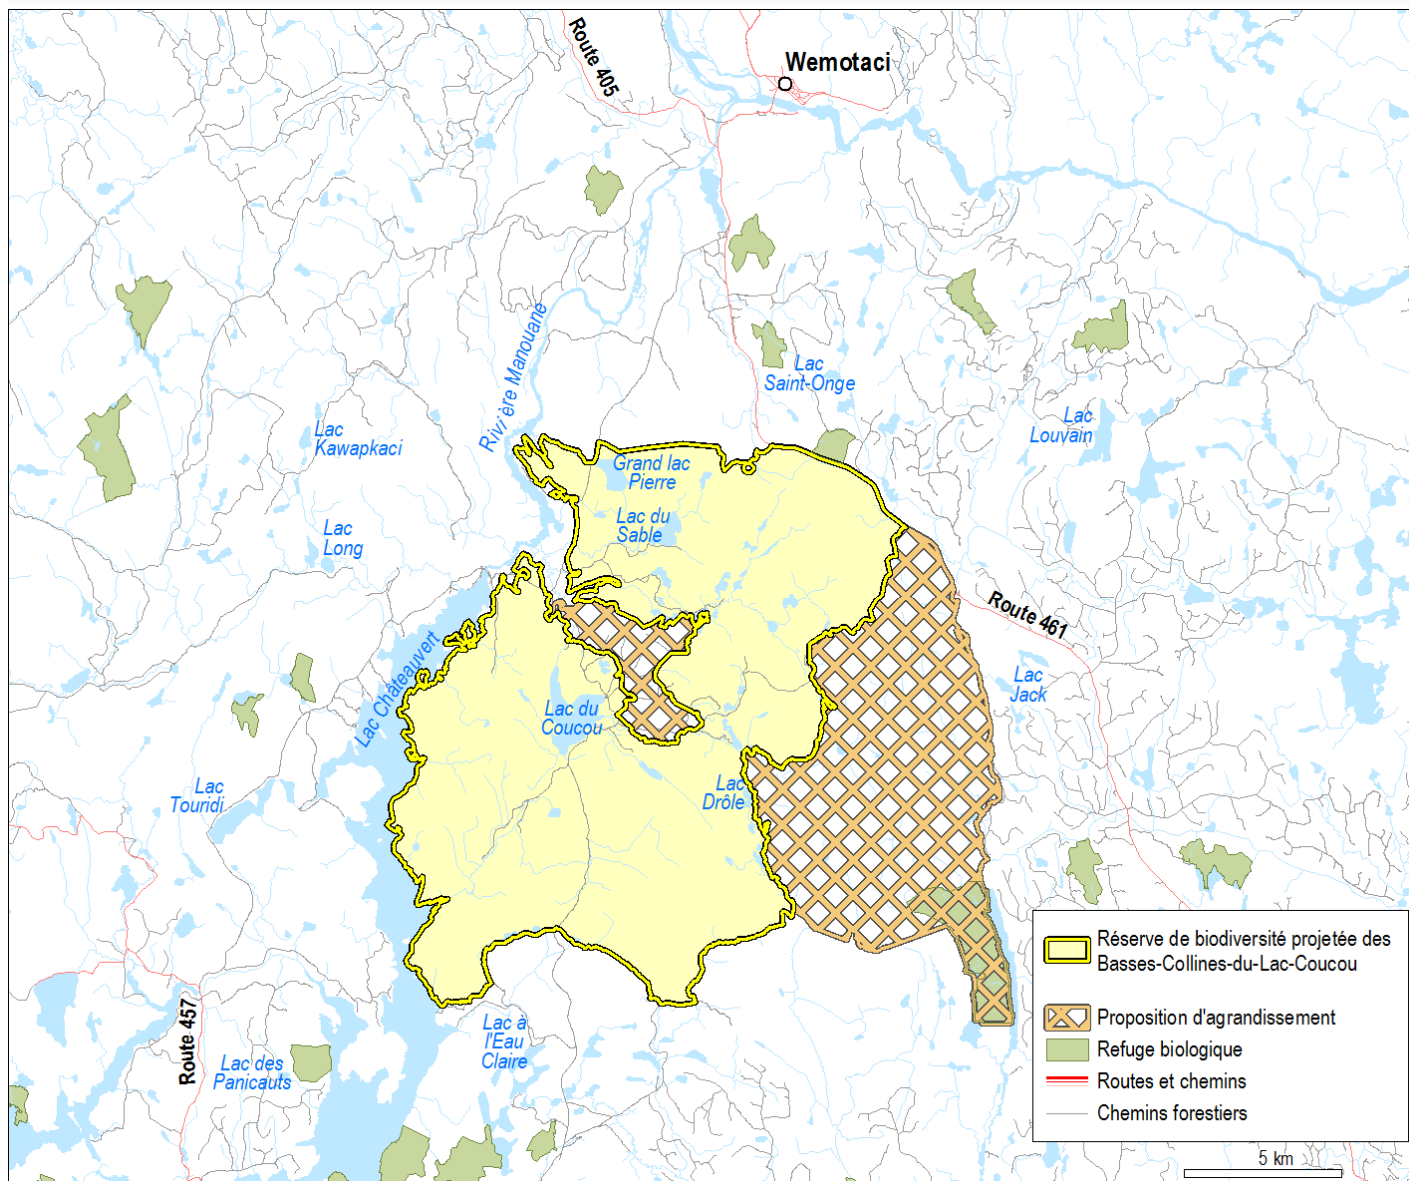 Route 405
Wemotaci
Rivière Manouane
Lac
Saint-Onge
Lac
Kawapkaci
Lac
Louvain
Grand lac
Pierre
Lac du
Sable
Lac
Long
Route 461
Lac Châteauvert
Lac
Jack
Lac du
Coucou
Lac
Touridi
Lac
Drôle
Réserve de biodiversité projetée des
Basses-Collines-du-Lac-Coucou
Proposition d'agrandissement
Refuge biologique
Routes et chemins
Chemins forestiers
Route 457
Lac à
l'Eau
Claire
Lac des
Panicauts
5 km